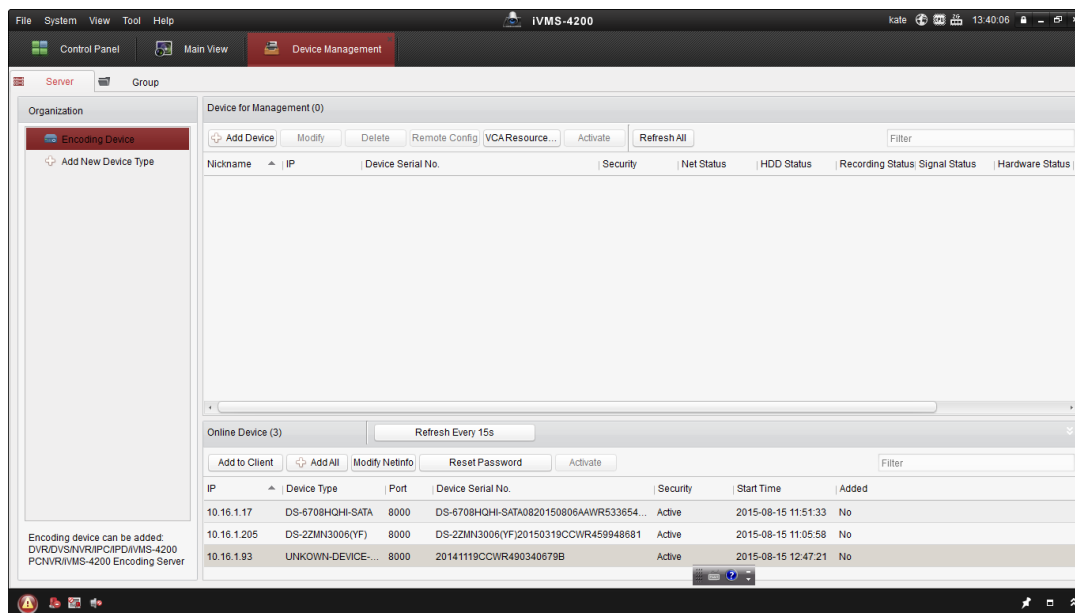 File System View Tool Help
iVMS-4200
kate
13:40:06
Control Panel
Main View
Device Management
Server
Group
Organization
Encoding Device
Add New Device Type
Encoding device can be added:
DVR/DVS/NVR/IPC/IPD/iVMS-4200
PCNVR/iVMS-4200 Encoding Server
Device for Management (0)
Add Device Modify Delete Remote Config VCA Resource... Activate Refresh All Filter
Nickname IP Device Serial No. Security Net Status HDD Status Recording Status Signal Status Hardware Status
Online Device (3) Refresh Every 15s
Add to Client Add All Modify Netinfo Reset Password Activate Filter
IP Device Type Port Device Serial No. Security Start Time Added
10.16.1.17 DS-6708HQHI-SATA 8000 DS-6708HQHI-SATA0820150806AAWR533654... Active 2015-08-15 11:51:33 No
10.16.1.205 DS-2ZMN3006(YF) 8000 DS-2ZMN3006(YF)20150319CCWR459948681 Active 2015-08-15 11:05:58 No
10.16.1.93 UNKOWN-DEVICE-... 8000 20141119CCWR490340679B Active 2015-08-15 12:47:21 No